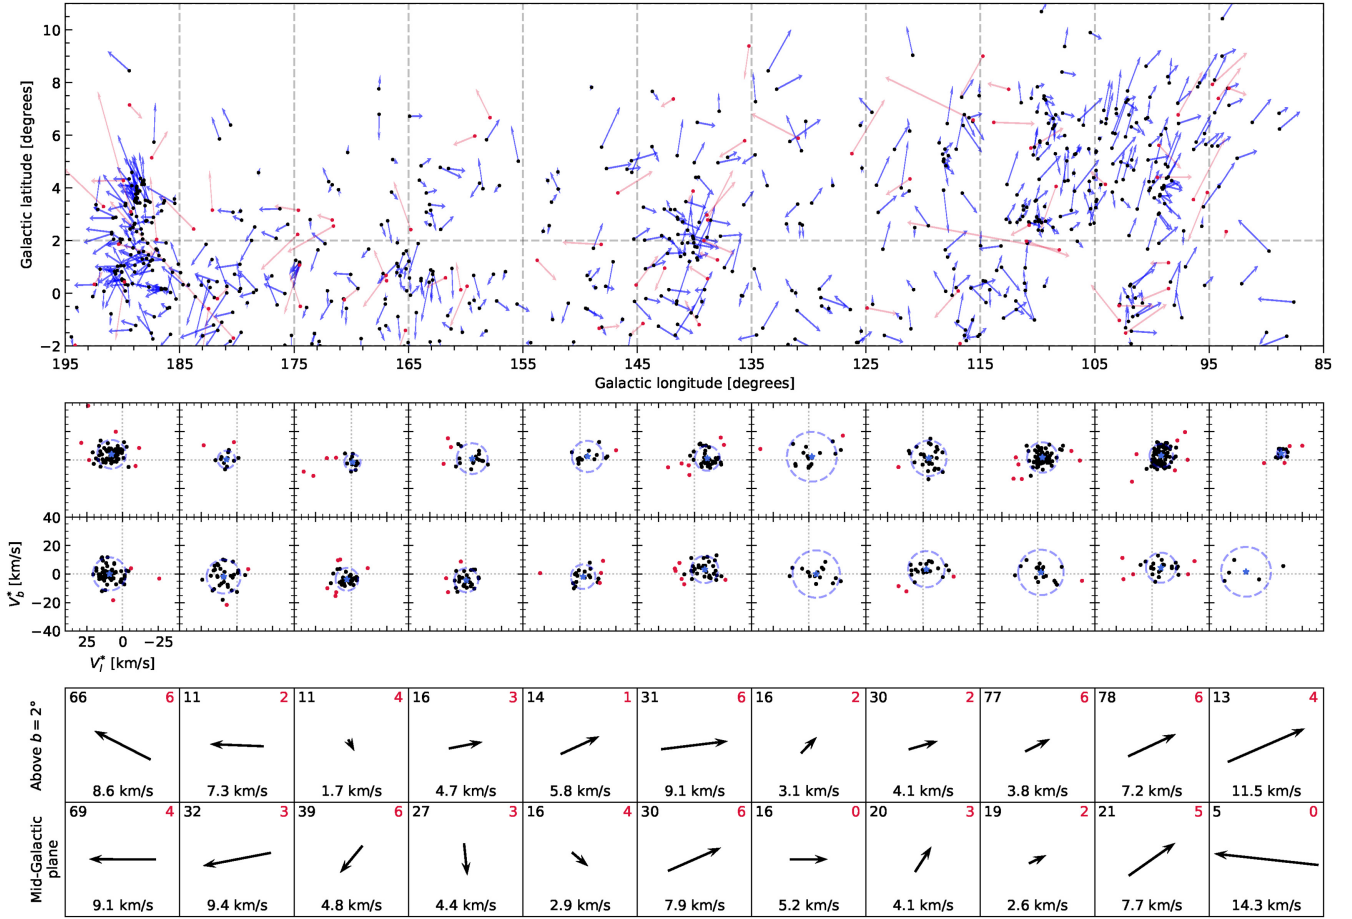 10
8
6
4
2
0
−2
Galactic latitude [degrees]
195 185 175 165 155 145 135 125 115 105 95 85
Galactic longitude [degrees]
40
20
0
−20
−40
V_b^* [km/s]
25 0 −25
V_l^* [km/s]
Above b = 2°
66 6 11 2 11 4 16 3 14 1 31 6 16 2 30 2 77 6 78 6 13 4
8.6 km/s 7.3 km/s 1.7 km/s 4.7 km/s 5.8 km/s 9.1 km/s 3.1 km/s 4.1 km/s 3.8 km/s 7.2 km/s 11.5 km/s
Mid-Galactic
plane
69 4 32 3 39 6 27 3 16 4 30 6 16 0 20 3 19 2 21 5 5 0
9.1 km/s 9.4 km/s 4.8 km/s 4.4 km/s 2.9 km/s 7.9 km/s 5.2 km/s 4.1 km/s 2.6 km/s 7.7 km/s 14.3 km/s